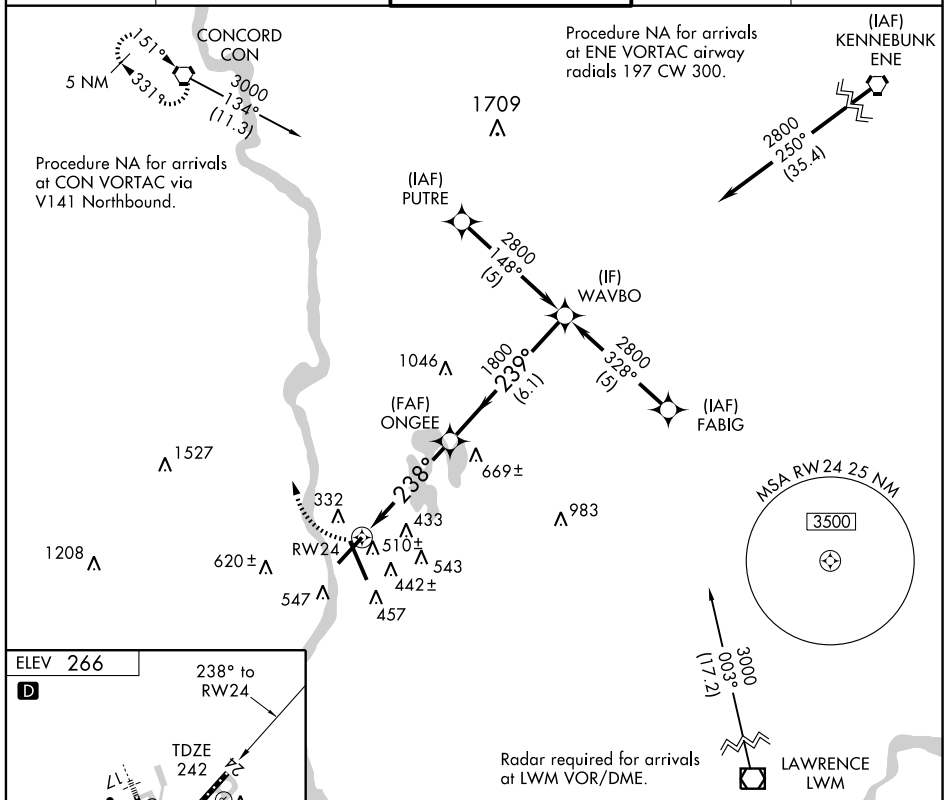 CONCORD
CON
151°
331°
5 NM
3000
134°
(11.3)
Procedure NA for arrivals
at CON VORTAC via
V141 Northbound.
Procedure NA for arrivals
at ENE VORTAC airway
radials 197 CW 300.
(IAF)
KENNEBUNK
ENE
2800
250°
(35.4)
1709
(IAF)
PUTRE
2800
148°
(5)
(IF)
WAVBO
2800
328°
(5)
(IAF)
FABIG
1800
239°
(6.1)
1046
(FAF)
ONGEE
238°
669±
1527
332
433
983
RW24
510±
543
1208
620±
442±
547
457
MSA RW24 25 NM
3500
3000
003°
(17.2)
Radar required for arrivals
at LWM VOR/DME.
LAWRENCE
LWM
ELEV 266
D
238° to
RW24
TDZE
242
24
17